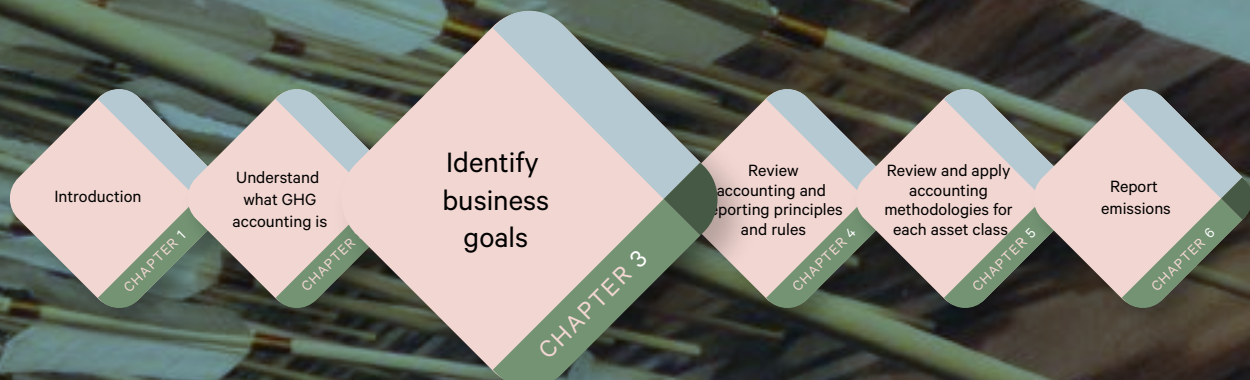 Introduction
CHAPTER 1
Understand
what GHG
accounting is
CHAPTER
Identify
business
goals
CHAPTER 3
Review
accounting and
eporting principles
and rules
CHAPTER 4
Review and apply
accounting
methodologies for
each asset class
CHAPTER 5
Report
emissions
CHAPTER 6